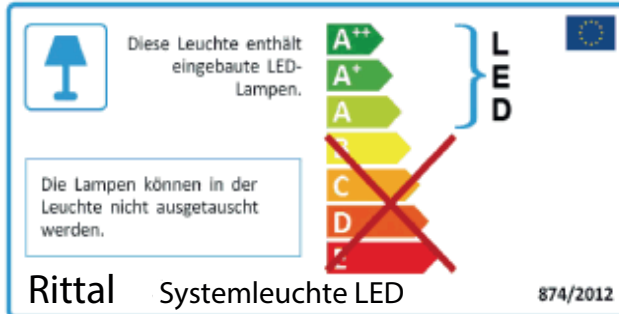 Diese Leuchte enthält
eingebaute LED-
Lampen.
A++
A+
A
B
C
D
E
L
E
D
Die Lampen können in der
Leuchte nicht ausgetauscht
werden.
Rittal Systemleuchte LED
874/2012